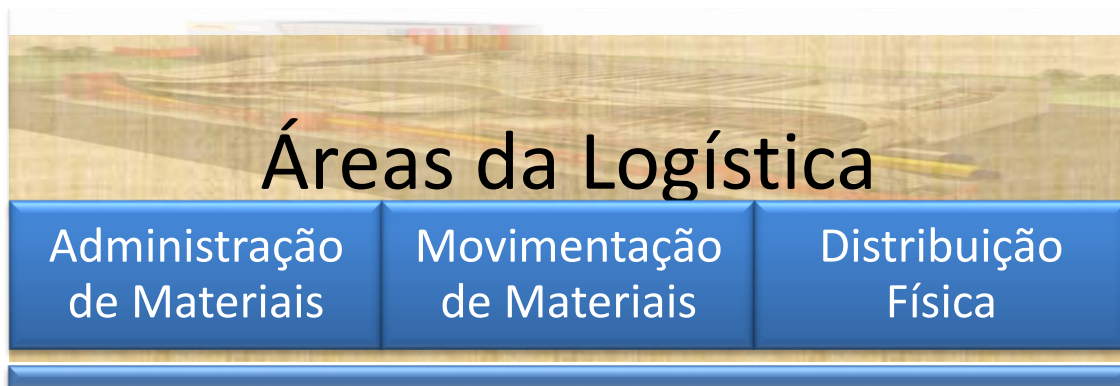 Áreas da Logística
Administração
de Materiais
Movimentação
de Materiais
Distribuição
Física